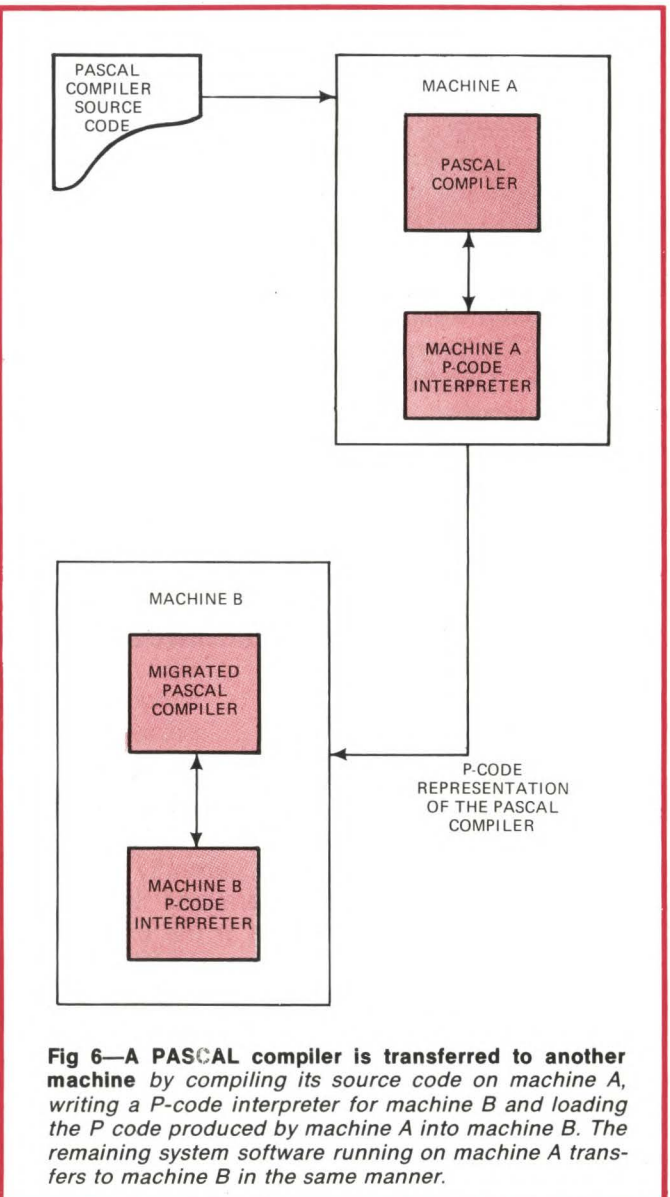 PASCAL
COMPILER
SOURCE
CODE
MACHINE A
PASCAL
COMPILER
MACHINE A
P-CODE
INTERPRETER
MACHINE B
MIGRATED
PASCAL
COMPILER
P-CODE
REPRESENTATION
OF THE PASCAL
COMPILER
MACHINE B
P-CODE
INTERPRETER
Fig 6—A PASCAL compiler is transferred to another
machine by compiling its source code on machine A,
writing a P-code interpreter for machine B and loading
the P code produced by machine A into machine B. The
remaining system software running on machine A trans-
fers to machine B in the same manner.